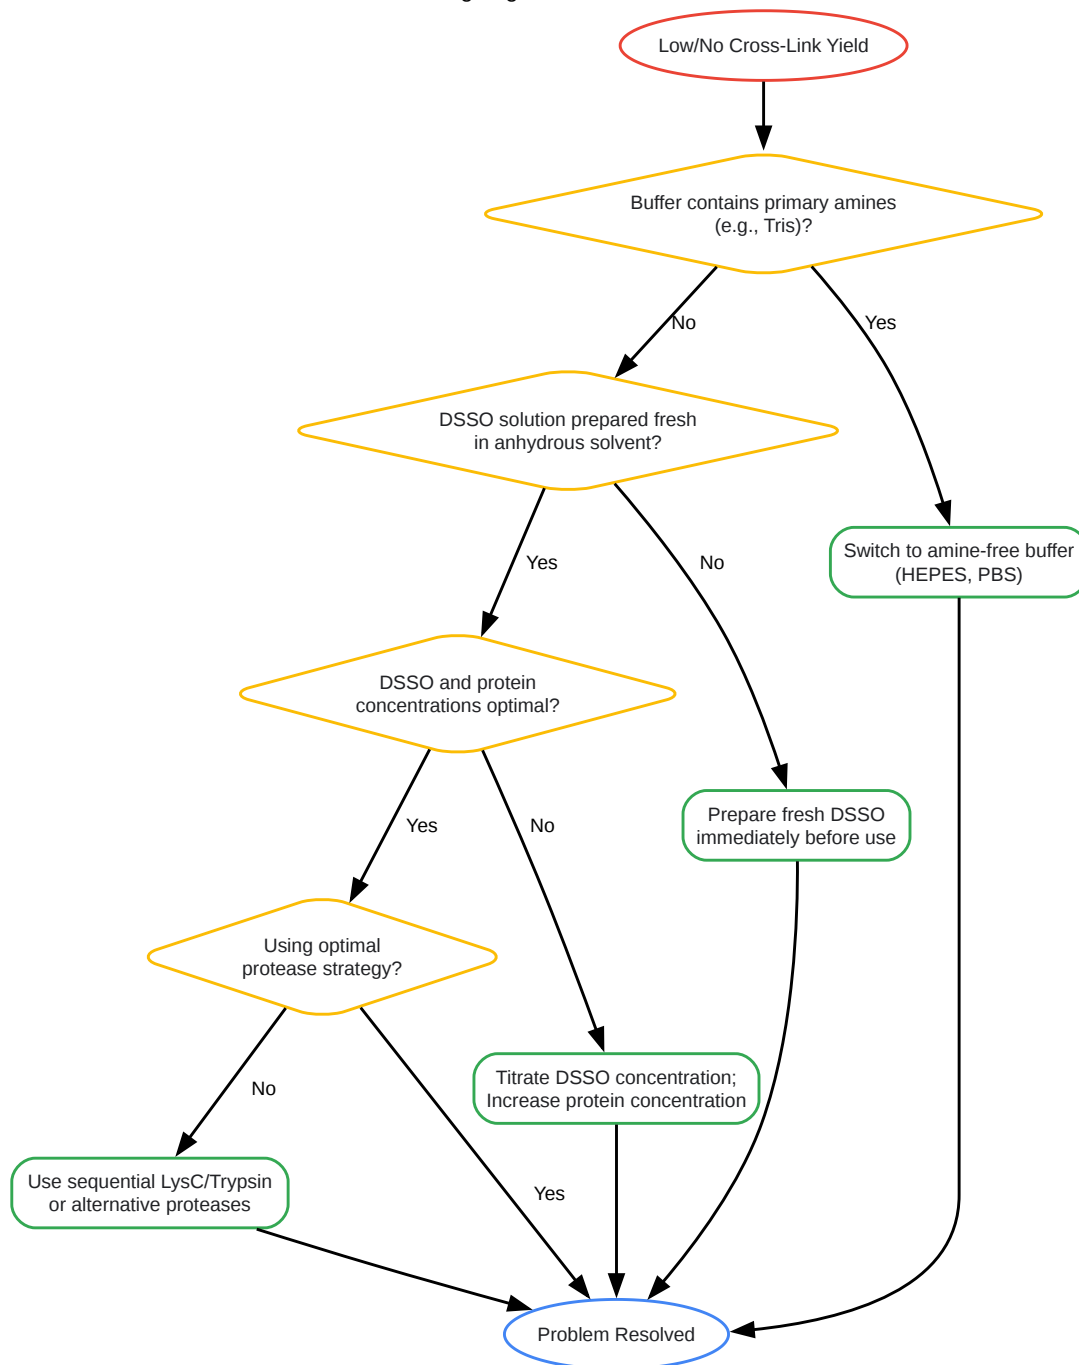 Low/No Cross-Link Yield
Buffer contains primary amines
(e.g., Tris)?
No
Yes
DSSO solution prepared fresh
in anhydrous solvent?
Yes
No
Switch to amine-free buffer
(HEPES, PBS)
DSSO and protein
concentrations optimal?
Yes
No
Prepare fresh DSSO
immediately before use
Using optimal
protease strategy?
No
Titrate DSSO concentration;
Increase protein concentration
Use sequential LysC/Trypsin
or alternative proteases
Yes
Problem Resolved